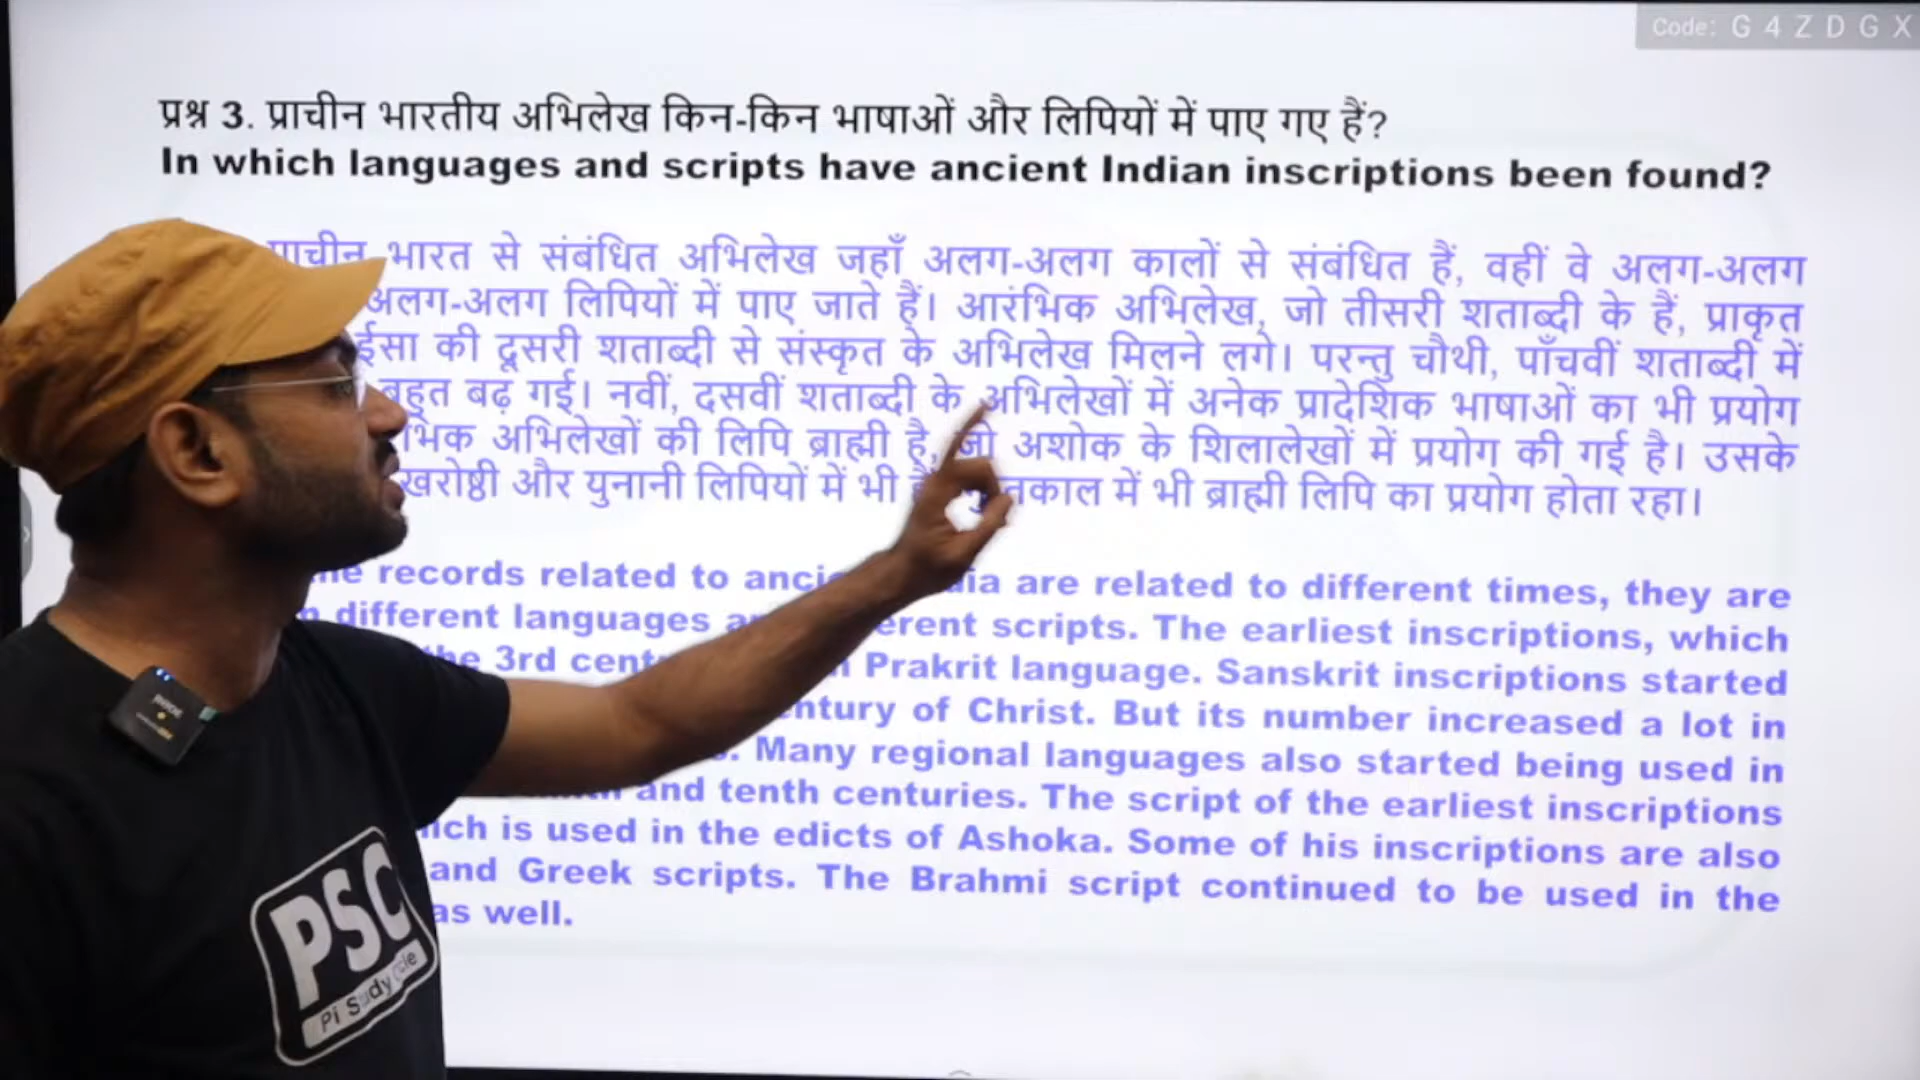 Code: G 4 Z D G X
प्रश्न 3. प्राचीन भारतीय अभिलेख किन-किन भाषाओं और लिपियों में पाए गए हैं?
In which languages and scripts have ancient Indian inscriptions been found?
प्राचीन भारत से संबंधित अभिलेख जहाँ अलग-अलग कालों से संबंधित हैं, वहीं वे अलग-अलग
अलग-अलग लिपियों में पाए जाते हैं। आरंभिक अभिलेख, जो तीसरी शताब्दी के हैं, प्राकृत
ईसा की दूसरी शताब्दी से संस्कृत के अभिलेख मिलने लगे। परन्तु चौथी, पाँचवीं शताब्दी में
बहुत बढ़ गई। नवीं, दसवीं शताब्दी के अभिलेखों में अनेक प्रादेशिक भाषाओं का भी प्रयोग
अभिलेखों की लिपि ब्राह्मी है, जो अशोक के शिलालेखों में प्रयोग की गई है। उसके
खरोष्ठी और युनानी लिपियों में भी में भी ब्राह्मी लिपि का प्रयोग होता रहा।
records related to are related to different times, they are
different languages scripts. The earliest inscriptions, which
3rd Prakrit language. Sanskrit inscriptions started
of Christ. But its number increased a lot in
Many regional languages also started being used in
and tenth centuries. The script of the earliest inscriptions
is used in the edicts of Ashoka. Some of his inscriptions are also
and Greek scripts. The Brahmi script continued to be used in the
as well.
RØDE
PSC
Pi Study Circle